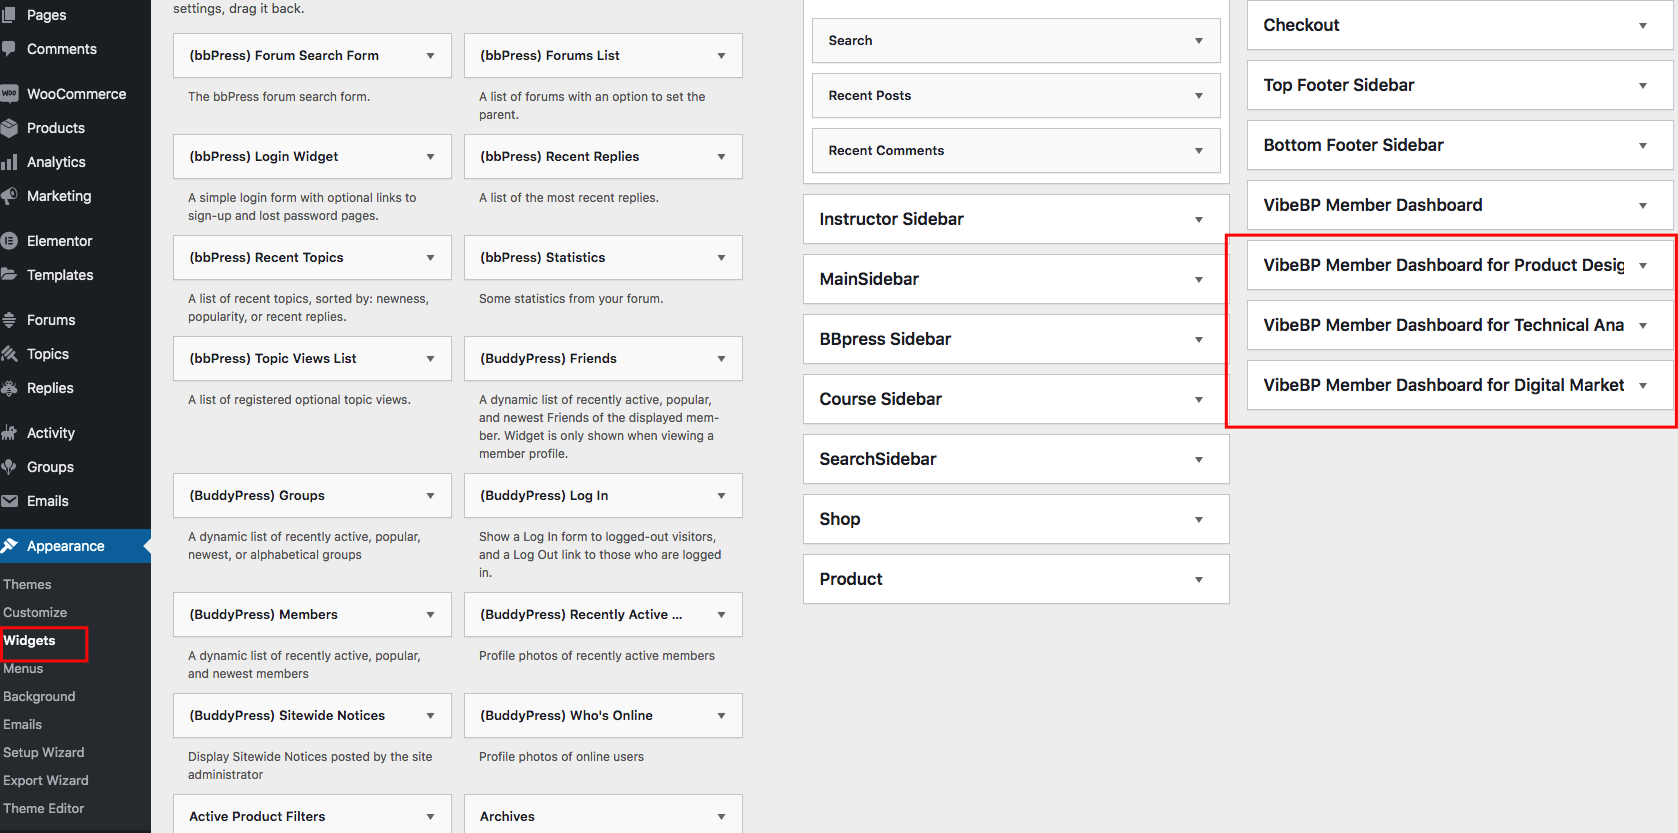 Pages
Comments
WooCommerce
Products
Analytics
Marketing
Elementor
Templates
Forums
Topics
Replies
Activity
Groups
Emails
Appearance
Themes
Customize
Widgets
Menus
Background
Emails
Setup Wizard
Export Wizard
Theme Editor
settings, drag it back.
(bbPress) Forum Search Form
The bbPress forum search form.
(bbPress) Forums List
A list of forums with an option to set the
parent.
(bbPress) Login Widget
A simple login form with optional links to
sign-up and lost password pages.
(bbPress) Recent Replies
A list of the most recent replies.
(bbPress) Recent Topics
A list of recent topics, sorted by: newness,
popularity, or recent replies.
(bbPress) Statistics
Some statistics from your forum.
(bbPress) Topic Views List
A list of registered optional topic views.
(BuddyPress) Friends
A dynamic list of recently active, popular,
and newest Friends of the displayed mem-
ber. Widget is only shown when viewing a
member profile.
(BuddyPress) Groups
A dynamic list of recently active, popular,
newest, or alphabetical groups
(BuddyPress) Log In
Show a Log In form to logged-out visitors,
and a Log Out link to those who are logged
in.
(BuddyPress) Members
A dynamic list of recently active, popular,
and newest members
(BuddyPress) Recently Active ...
Profile photos of recently active members
(BuddyPress) Sitewide Notices
Display Sitewide Notices posted by the site
administrator
(BuddyPress) Who's Online
Profile photos of online users
Active Product Filters
Archives
Search
Recent Posts
Recent Comments
Instructor Sidebar
MainSidebar
BBpress Sidebar
Course Sidebar
SearchSidebar
Shop
Product
Checkout
Top Footer Sidebar
Bottom Footer Sidebar
VibeBP Member Dashboard
VibeBP Member Dashboard for Product Desig
VibeBP Member Dashboard for Technical Ana
VibeBP Member Dashboard for Digital Market